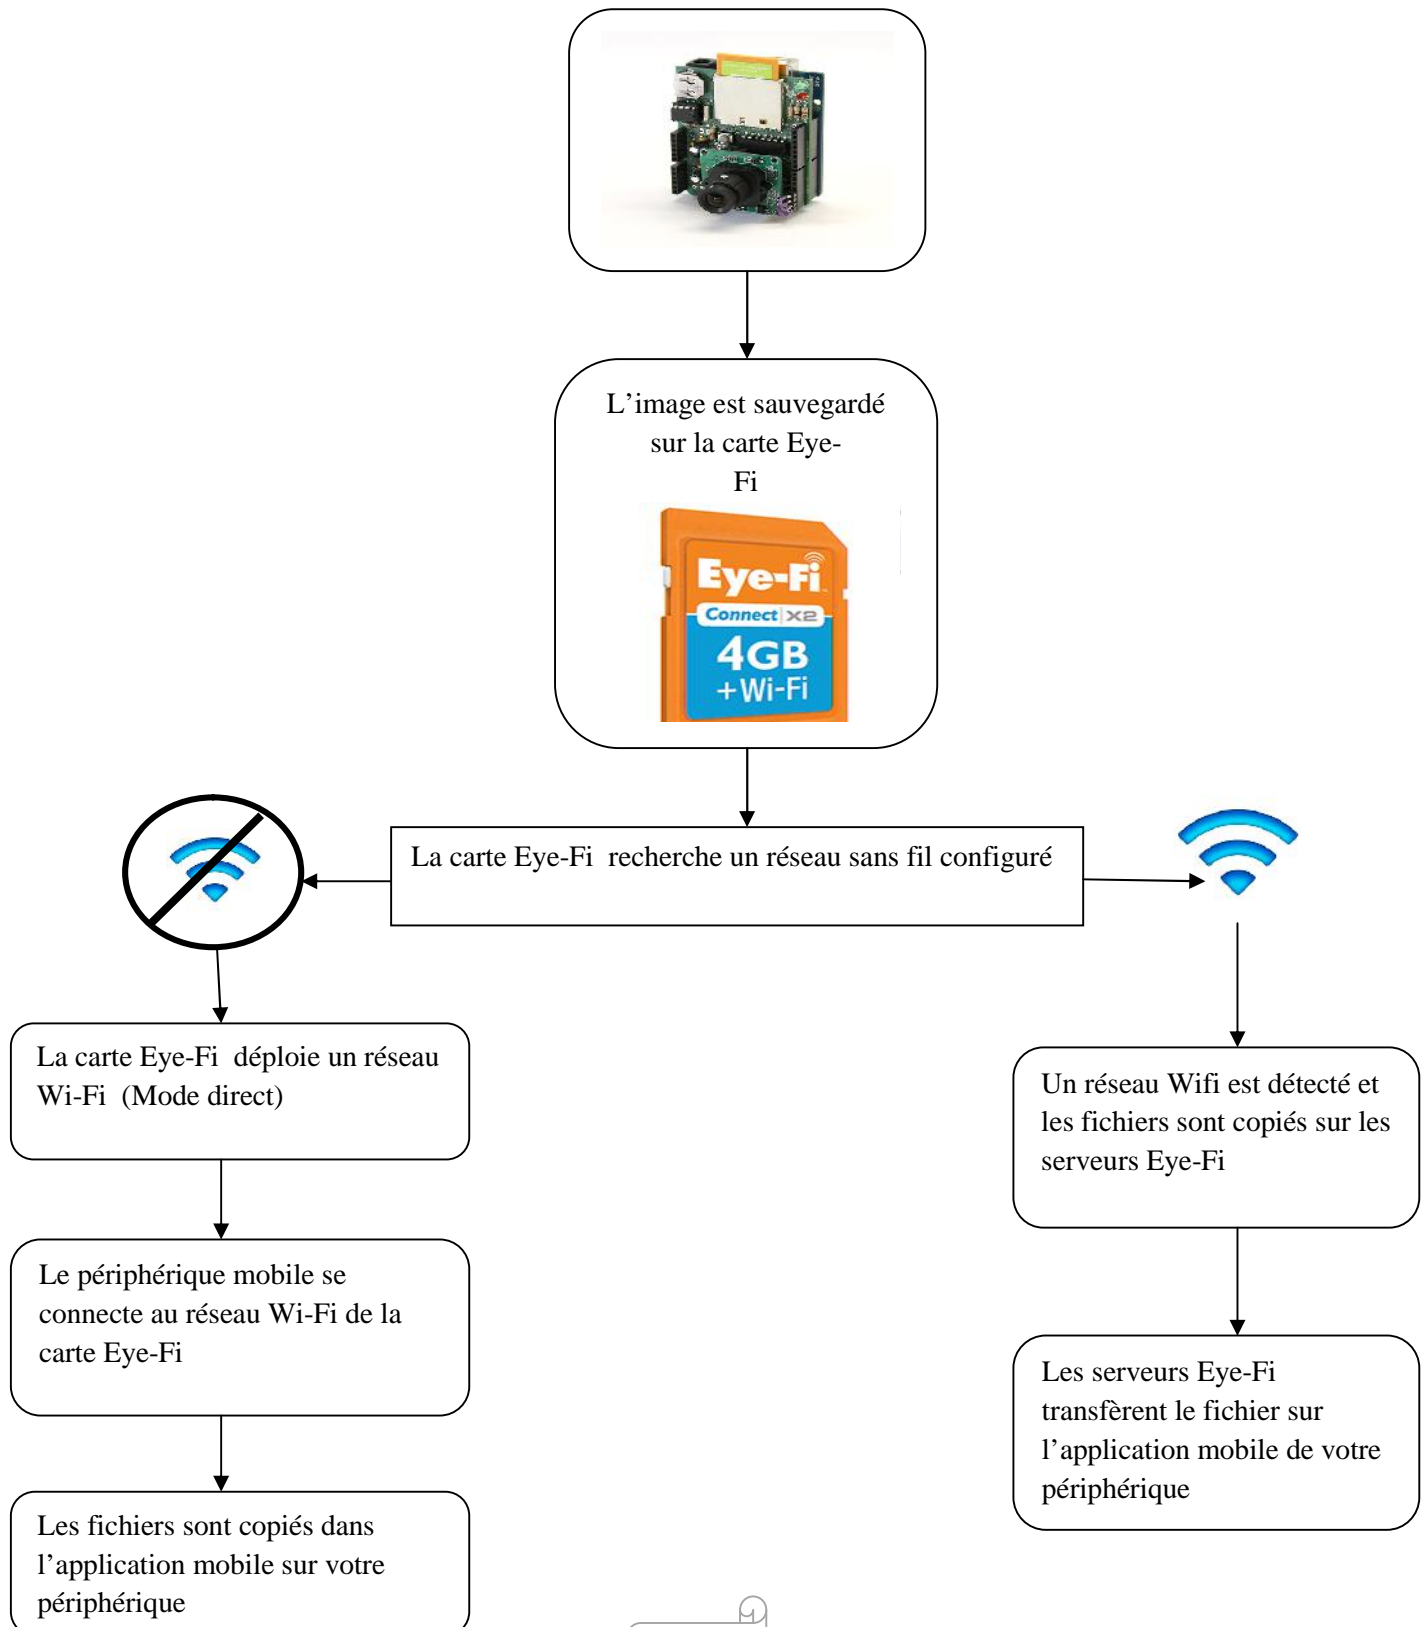 L’image est sauvegardé
sur la carte Eye-
Fi
Eye-Fi
Connect X2
4GB
+Wi-Fi
La carte Eye-Fi recherche un réseau sans fil configuré
La carte Eye-Fi déploie un réseau
Wi-Fi (Mode direct)
Le périphérique mobile se
connecte au réseau Wi-Fi de la
carte Eye-Fi
Les fichiers sont copiés dans
l’application mobile sur votre
périphérique
Un réseau Wifi est détecté et
les fichiers sont copiés sur les
serveurs Eye-Fi
Les serveurs Eye-Fi
transfèrent le fichier sur
l’application mobile de votre
périphérique